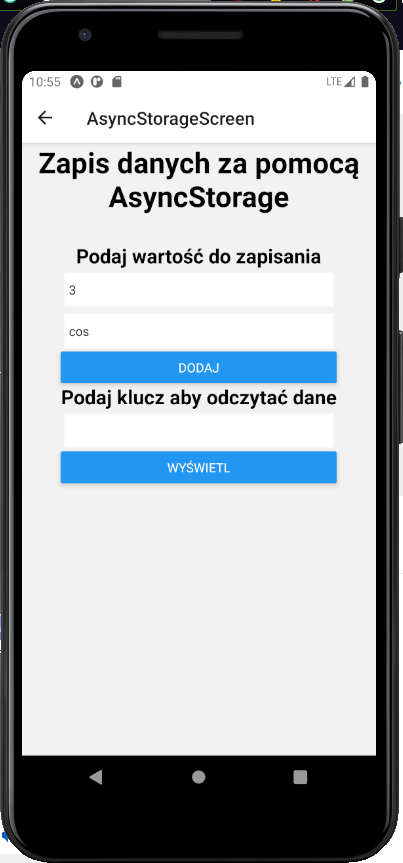 10:55 LTE
AsyncStorageScreen
Zapis danych za pomocą
AsyncStorage
Podaj wartość do zapisania
3
cos
DODAJ
Podaj klucz aby odczytać dane
WYŚWIETL